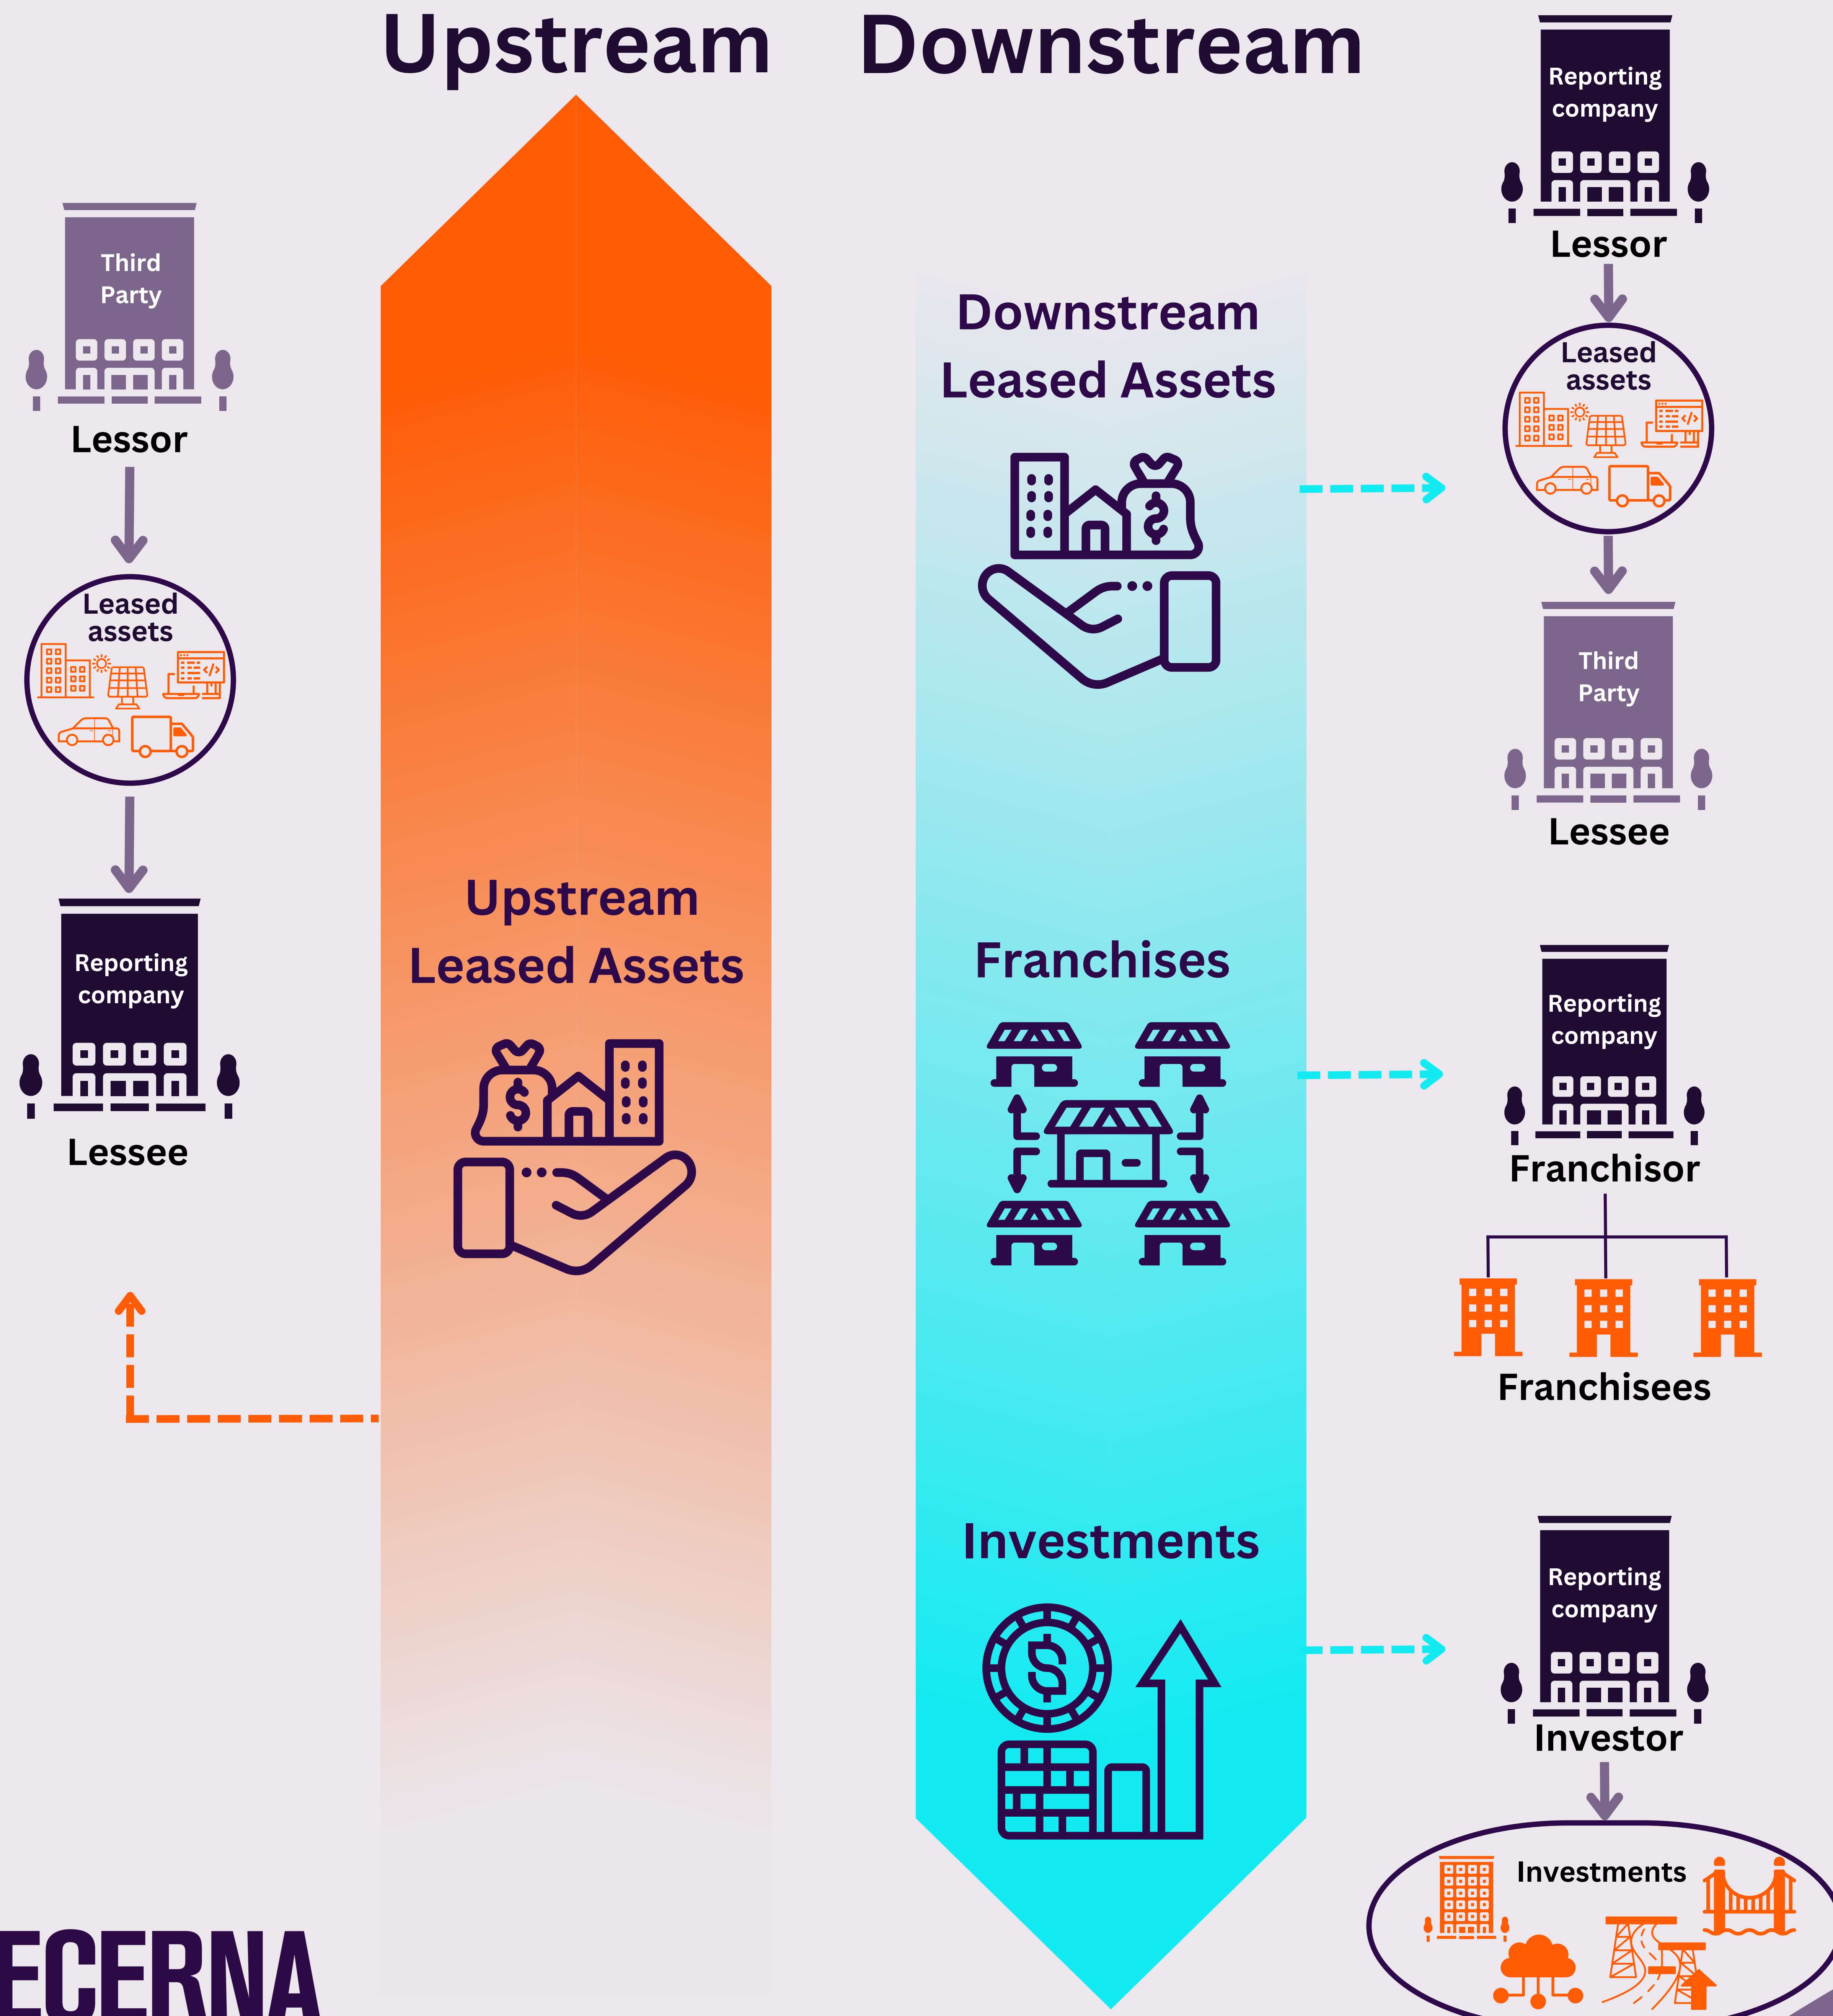 Upstream
Downstream
Third
Party
Lessor
Leased
assets
Reporting
company
Lessee
Upstream
Leased Assets
Downstream
Leased Assets
Franchises
Investments
Reporting
company
Lessor
Leased
assets
Third
Party
Lessee
Reporting
company
Franchisor
Franchisees
Reporting
company
Investor
Investments
ECERNA